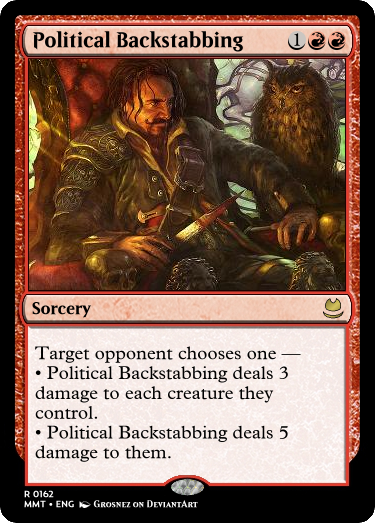 Political Backstabbing 1
Sorcery
Target opponent chooses one —
• Political Backstabbing deals 3
damage to each creature they
control.
• Political Backstabbing deals 5
damage to them.
R 0162
MMT • ENG Grosnez on DeviantArt